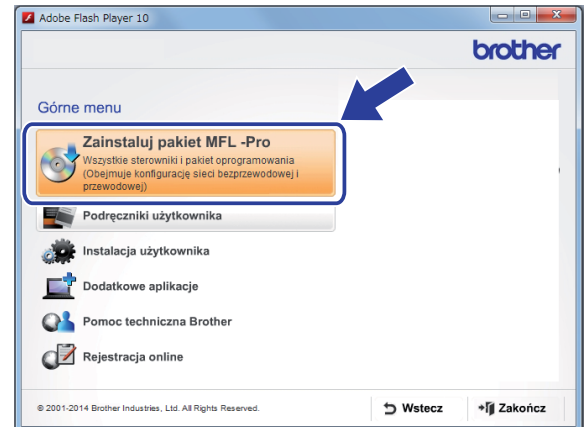 Adobe Flash Player 10
brother
Górne menu
Zainstaluj pakiet MFL -Pro
Wszystkie sterowniki i pakiet oprogramowania
(Obejmuje konfigurację sieci bezprzewodowej i
przewodowej)
Podręczniki użytkownika
Instalacja użytkownika
Dodatkowe aplikacje
Pomoc techniczna Brother
Rejestracja online
© 2001-2014 Brother Industries, Ltd. All Rights Reserved.
Wstecz
Zakończ